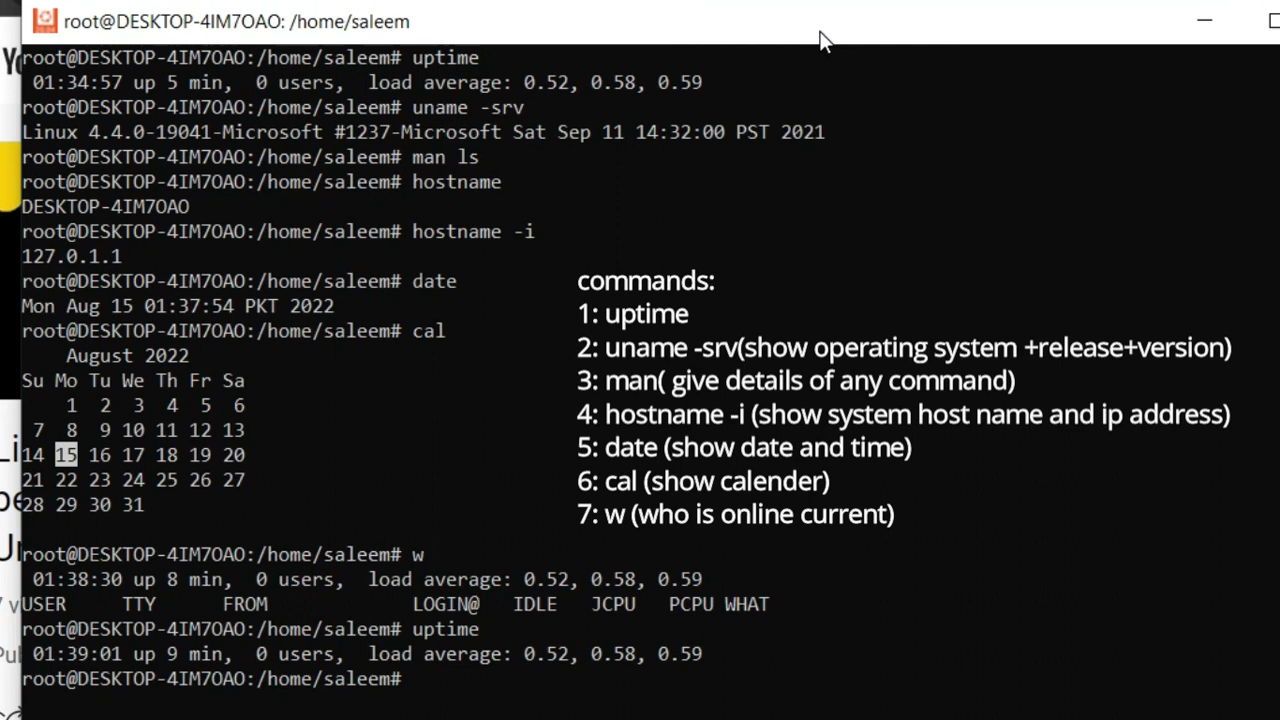 root@DESKTOP-4IM7OAO: /home/saleem
root@DESKTOP-4IM7OAO:/home/saleem# uptime
01:34:57 up 5 min,  0 users,  load average: 0.52, 0.58, 0.59
root@DESKTOP-4IM7OAO:/home/saleem# uname -srv
Linux 4.4.0-19041-Microsoft #1237-Microsoft Sat Sep 11 14:32:00 PST 2021
root@DESKTOP-4IM7OAO:/home/saleem# man ls
root@DESKTOP-4IM7OAO:/home/saleem# hostname
DESKTOP-4IM7OAO
root@DESKTOP-4IM7OAO:/home/saleem# hostname -i
127.0.1.1
root@DESKTOP-4IM7OAO:/home/saleem# date
Mon Aug 15 01:37:54 PKT 2022
root@DESKTOP-4IM7OAO:/home/saleem# cal
August 2022
Su Mo Tu We Th Fr Sa
1  2  3  4  5  6
7  8  9 10 11 12 13
14 15 16 17 18 19 20
21 22 23 24 25 26 27
28 29 30 31
commands:
1: uptime
2: uname -srv(show operating system +release+version)
3: man( give details of any command)
4: hostname -i (show system host name and ip address)
5: date (show date and time)
6: cal (show calender)
7: w (who is online current)
root@DESKTOP-4IM7OAO:/home/saleem# w
01:38:30 up 8 min,  0 users,  load average: 0.52, 0.58, 0.59
USER     TTY      FROM             LOGIN@   IDLE   JCPU   PCPU WHAT
root@DESKTOP-4IM7OAO:/home/saleem# uptime
01:39:01 up 9 min,  0 users,  load average: 0.52, 0.58, 0.59
root@DESKTOP-4IM7OAO:/home/saleem#